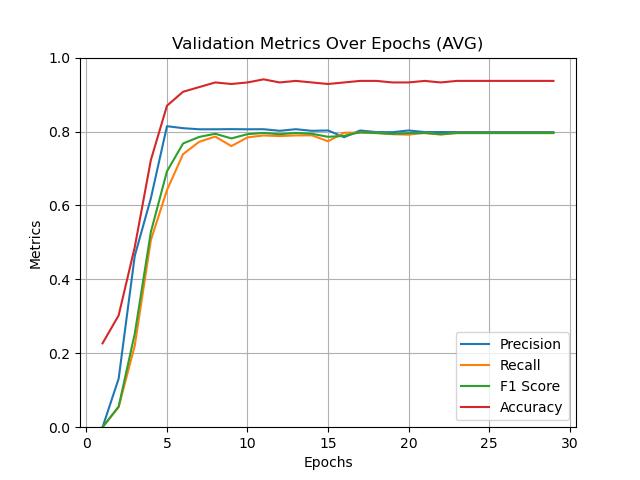 Validation Metrics Over Epochs (AVG)
1.0
0.8
0.6
0.4
0.2
0.0
Metrics
0 5 10 15 20 25 30
Epochs
Precision
Recall
F1 Score
Accuracy